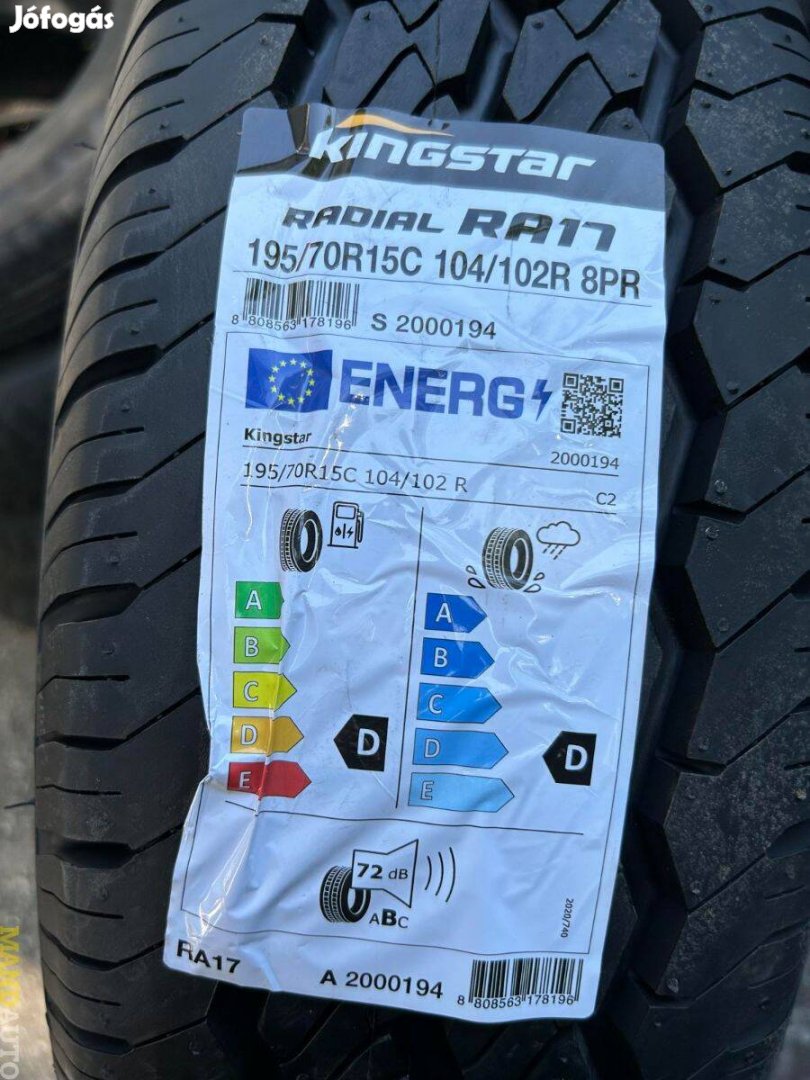 Jófogás
KINGSTAR
RADIAL RA17
195/70R15C 104/102R 8PR
8 808563 178196
S 2000194
ENERG
Kingstar
2000194
195/70R15C 104/102 R
C2
A
B
C
D
E
D
A
B
C
D
E
D
72 dB
ABC
2020/740
RA17
A 2000194
8 808563 178196